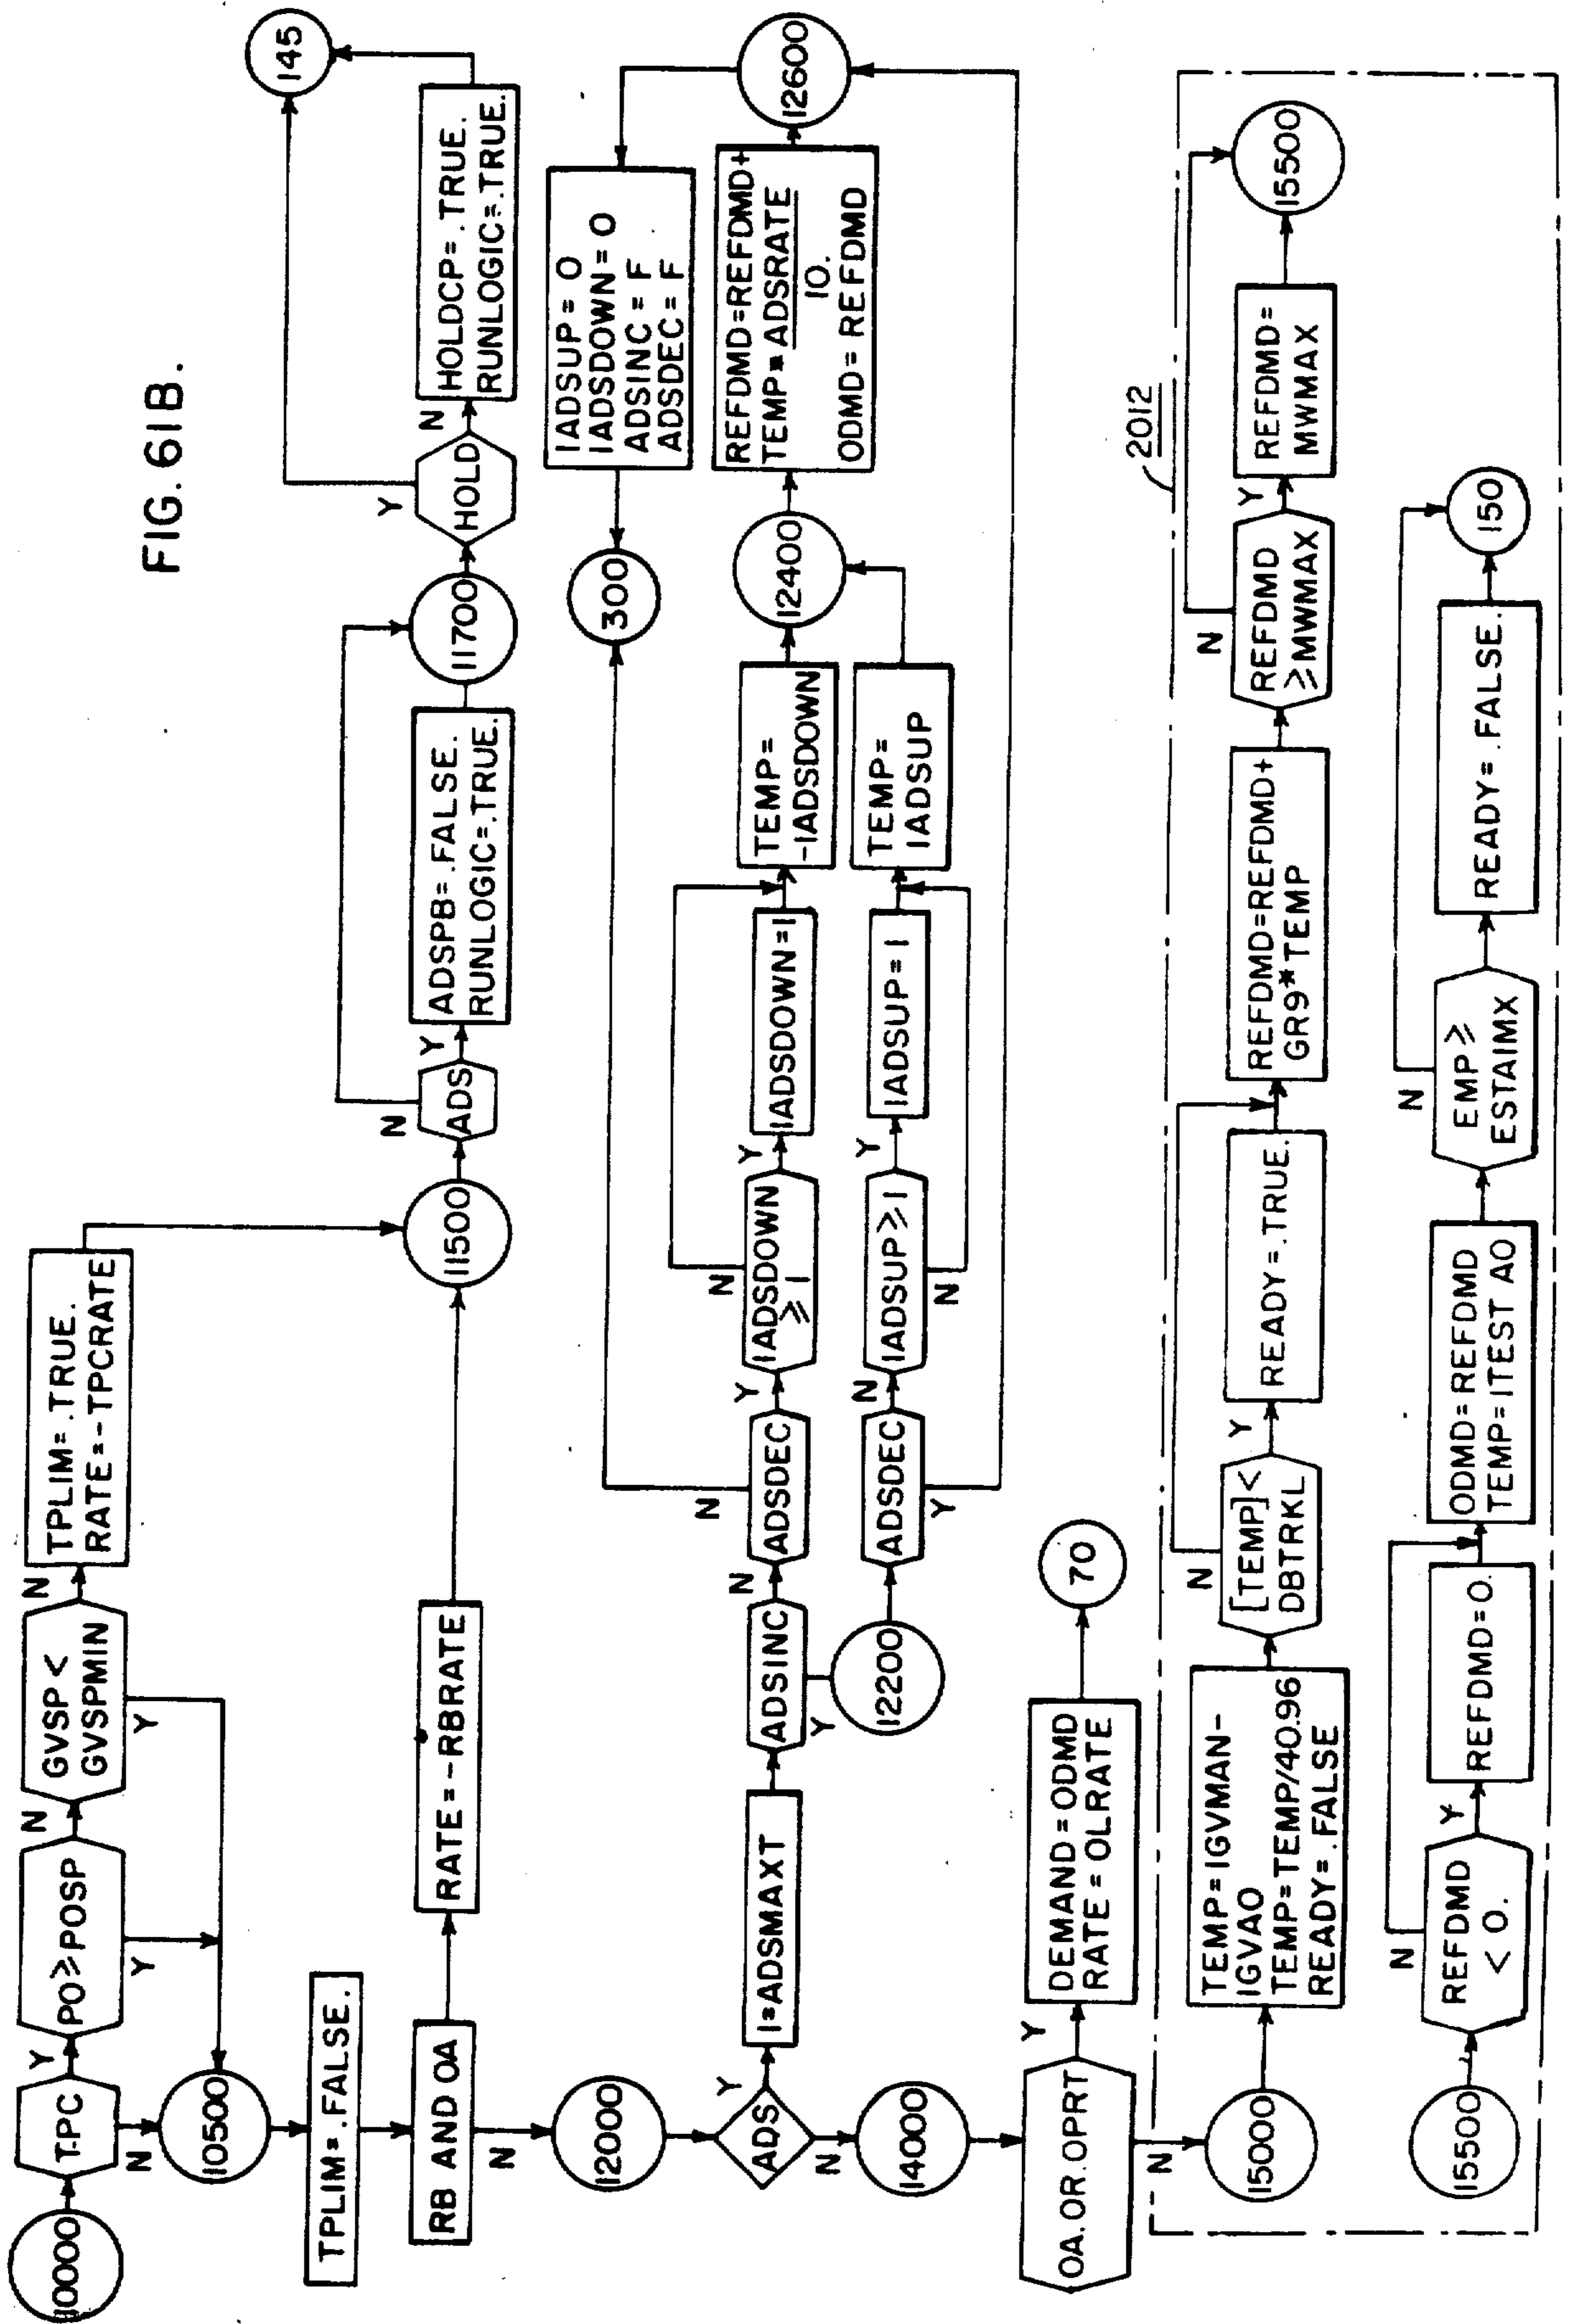 FIG. 61B.
10000
TPC
Y
N
PO≥POSP
N
Y
GVSP <
GVSPMIN
N
Y
TPLIM=.TRUE.
RATE=-TPCRATE
10500
TPLIM=.FALSE.
RB AND OA
N
RATE=-RBRATE
11500
ADS
N
Y
ADSPB=.FALSE.
RUNLOGIC=.TRUE.
11700
HOLD
Y
N
HOLDCP=.TRUE.
RUNLOGIC=.TRUE.
145
12000
ADS
Y
N
I=ADSMAXT
ADSINC
N
Y
ADSDEC
N
Y
IADSDOWN
≥ 1
N
Y
IADSDOWN=1
TEMP=
-IADSDOWN
12400
REFDMD=REFDMD+
TEMP*ADSRATE
10.
ODMD=REFDMD
12600
IADSUP=0
IADSDOWN=0
ADSINC=F
ADSDEC=F
300
12200
ADSDEC
N
Y
IADSUP≥1
Y
N
IADSUP=1
TEMP=
IADSUP
14000
OA.OR.OPRT
Y
N
DEMAND=ODMD
RATE=OLRATE
70
2012
15000
TEMP=IGVMAN-
IGVAO
TEMP=TEMP/40.96
READY=.FALSE
[TEMP]<
DBTRKL
N
Y
READY=.TRUE.
REFDMD=REFDMD+
GR9*TEMP
REFDMD
≥MWMAX
N
Y
REFDMD=
MWMAX
15500
15500
REFDMD
< 0.
N
Y
REFDMD=0.
ODMD=REFDMD
TEMP=ITEST AO
EMP≥
ESTAIMX
N
READY=.FALSE.
150